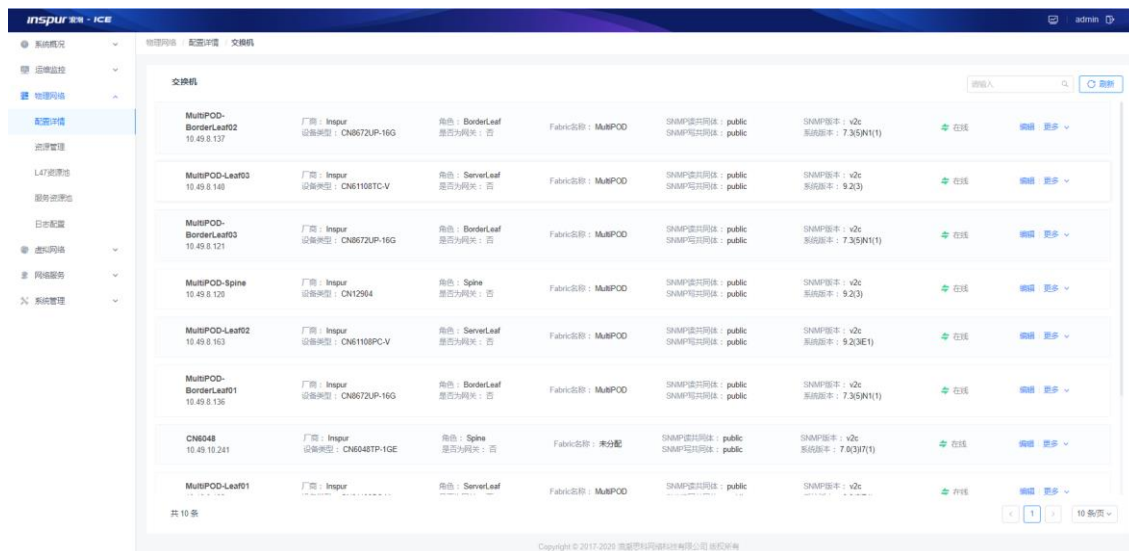 inspur 浪潮 - ICE
admin
系统概况
运维监控
物理网络
配置详情
资源管理
L47资源池
服务资源池
日志配置
虚拟网络
网络服务
系统管理
物理网络 / 配置详情 / 交换机
交换机
请输入
刷新
MultiPOD-
BorderLeaf02
10.49.8.137
厂商： Inspur
设备类型： CN8672UP-16G
角色： BorderLeaf
是否为网关： 否
Fabric名称： MultiPOD
SNMP读共同体： public
SNMP写共同体： public
SNMP版本： v2c
系统版本： 7.3(5)N1(1)
在线
编辑 更多
MultiPOD-Leaf03
10.49.8.148
厂商： Inspur
设备类型： CN61108TC-V
角色： ServerLeaf
是否为网关： 否
Fabric名称： MultiPOD
SNMP读共同体： public
SNMP写共同体： public
SNMP版本： v2c
系统版本： 9.2(3)
在线
编辑 更多
MultiPOD-
BorderLeaf03
10.49.8.121
厂商： Inspur
设备类型： CN8672UP-16G
角色： BorderLeaf
是否为网关： 否
Fabric名称： MultiPOD
SNMP读共同体： public
SNMP写共同体： public
SNMP版本： v2c
系统版本： 7.3(5)N1(1)
在线
编辑 更多
MultiPOD-Spine
10.49.8.120
厂商： Inspur
设备类型： CN12904
角色： Spine
是否为网关： 否
Fabric名称： MultiPOD
SNMP读共同体： public
SNMP写共同体： public
SNMP版本： v2c
系统版本： 9.2(3)
在线
编辑 更多
MultiPOD-Leaf02
10.49.8.163
厂商： Inspur
设备类型： CN61108PC-V
角色： ServerLeaf
是否为网关： 否
Fabric名称： MultiPOD
SNMP读共同体： public
SNMP写共同体： public
SNMP版本： v2c
系统版本： 9.2(3IE1)
在线
编辑 更多
MultiPOD-
BorderLeaf01
10.49.8.136
厂商： Inspur
设备类型： CN8672UP-16G
角色： BorderLeaf
是否为网关： 否
Fabric名称： MultiPOD
SNMP读共同体： public
SNMP写共同体： public
SNMP版本： v2c
系统版本： 7.3(5)N1(1)
在线
编辑 更多
CN6048
10.49.10.241
厂商： Inspur
设备类型： CN6048TP-1GE
角色： Spine
是否为网关： 否
Fabric名称： 未分配
SNMP读共同体： public
SNMP写共同体： public
SNMP版本： v2c
系统版本： 7.0(3)I7(1)
在线
编辑 更多
MultiPOD-Leaf01
厂商： Inspur
角色： ServerLeaf
Fabric名称： MultiPOD
SNMP读共同体： public
SNMP版本： v2c
在线
编辑 更多
共 10 条
1
10 条/页
Copyright © 2017-2020 浪潮思科网络科技有限公司 版权所有